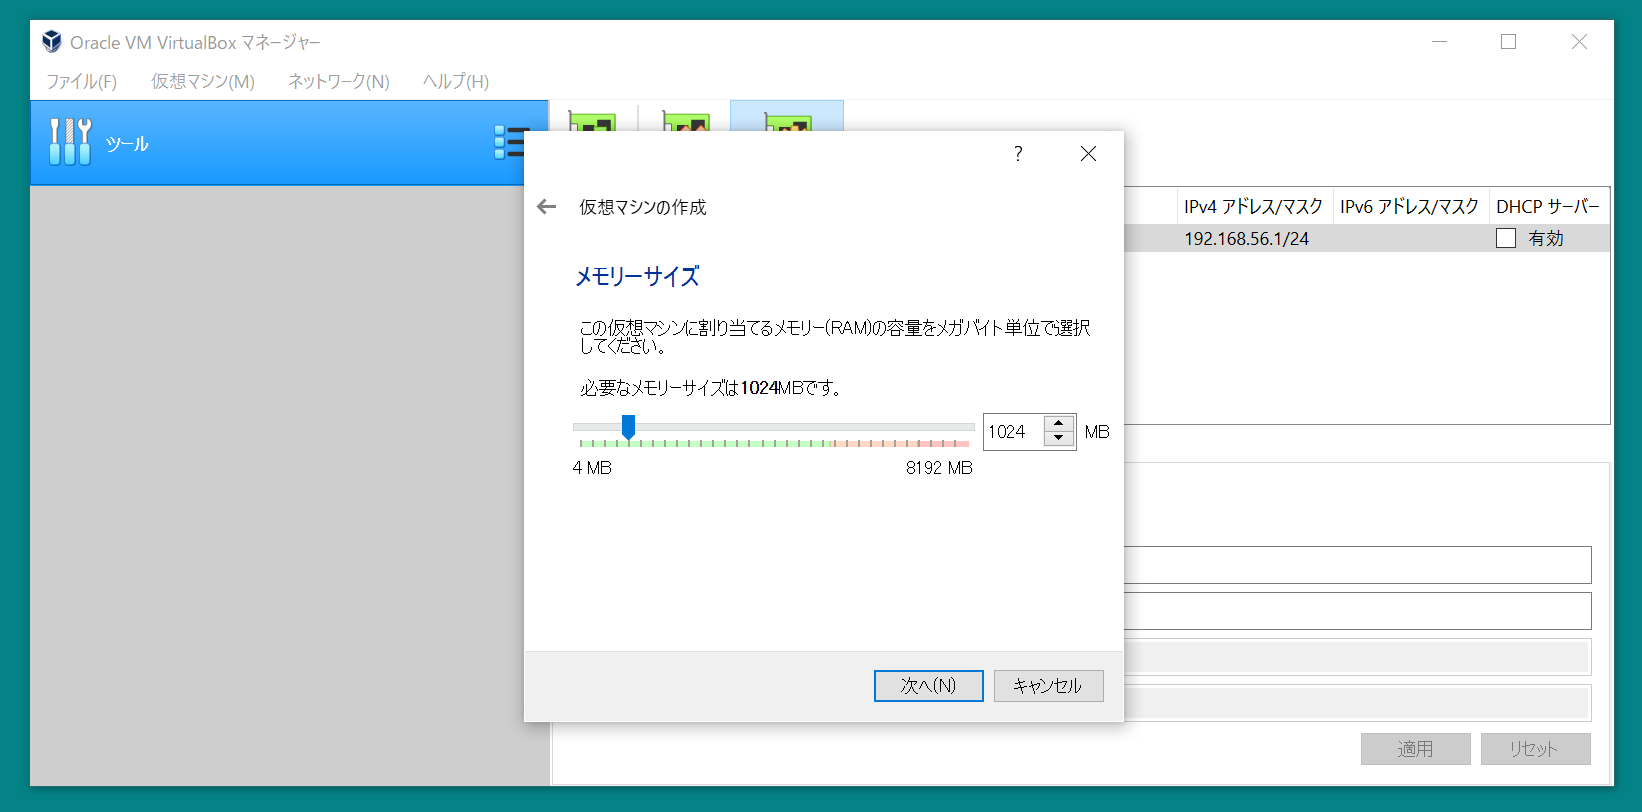 Oracle VM VirtualBox マネージャー
ファイル(F) 仮想マシン(M) ネットワーク(N) ヘルプ(H)
ツール
?
仮想マシンの作成
IPv4 アドレス/マスク IPv6 アドレス/マスク DHCP サーバー
192.168.56.1/24 有効
メモリーサイズ
この仮想マシンに割り当てるメモリー(RAM)の容量をメガバイト単位で選択
してください。
必要なメモリーサイズは1024MBです。
1024 MB
4 MB 8192 MB
次へ(N) キャンセル
適用 リセット